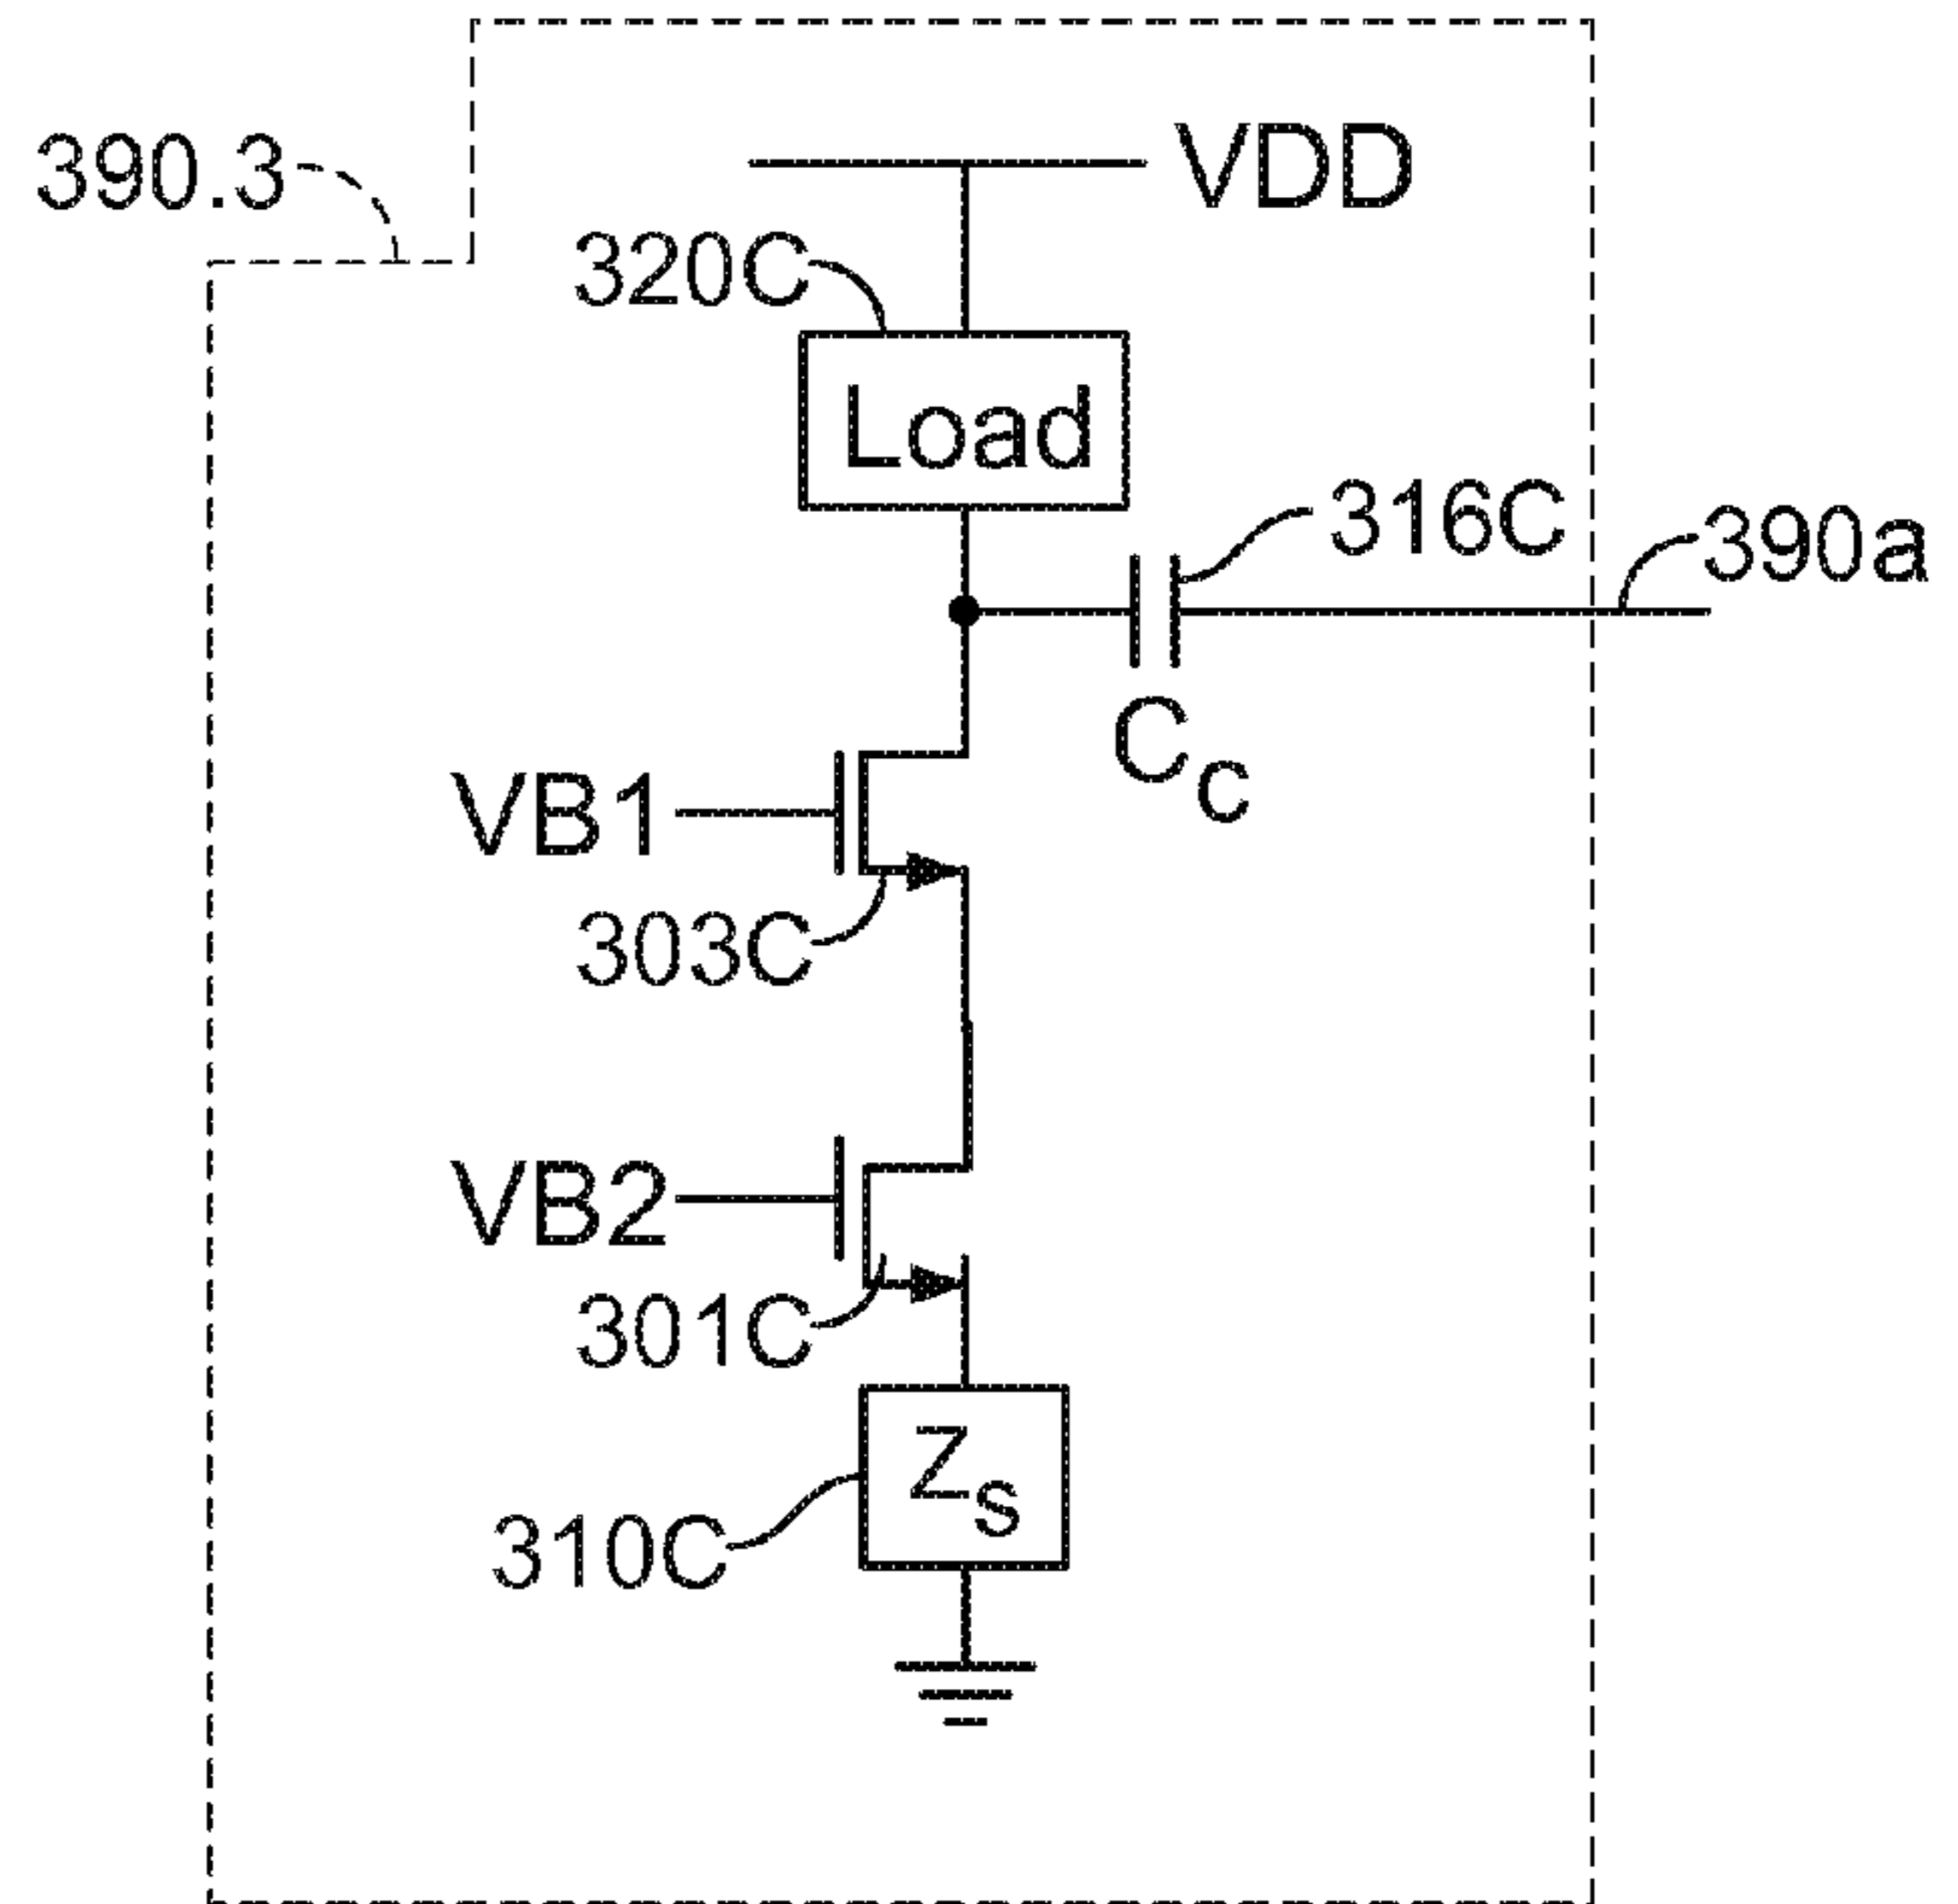 390.3
VDD
320C
Load
316C
390a
Cc
VB1
303C
VB2
301C
Zs
310C